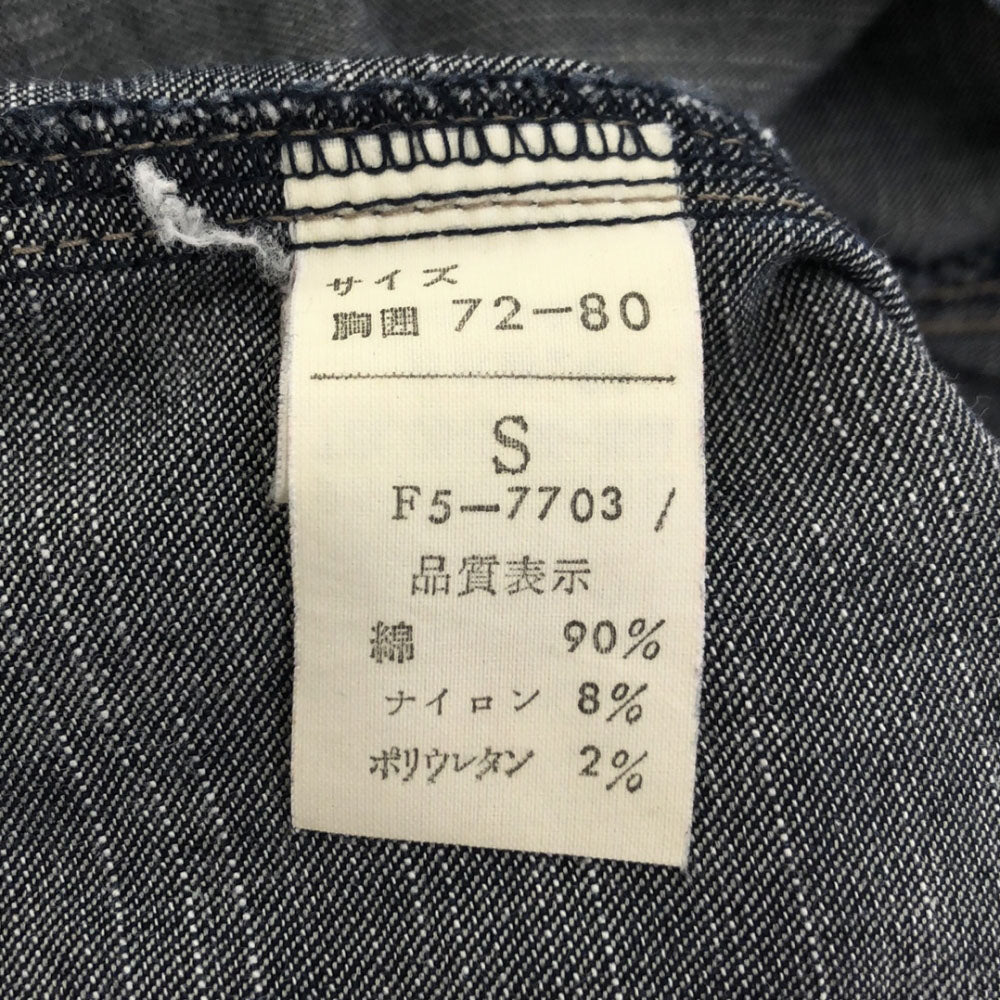 サイズ
胸囲 72-80
S
F5-7703 /
品質表示
綿 90%
ナイロン 8%
ポリウレタン 2%